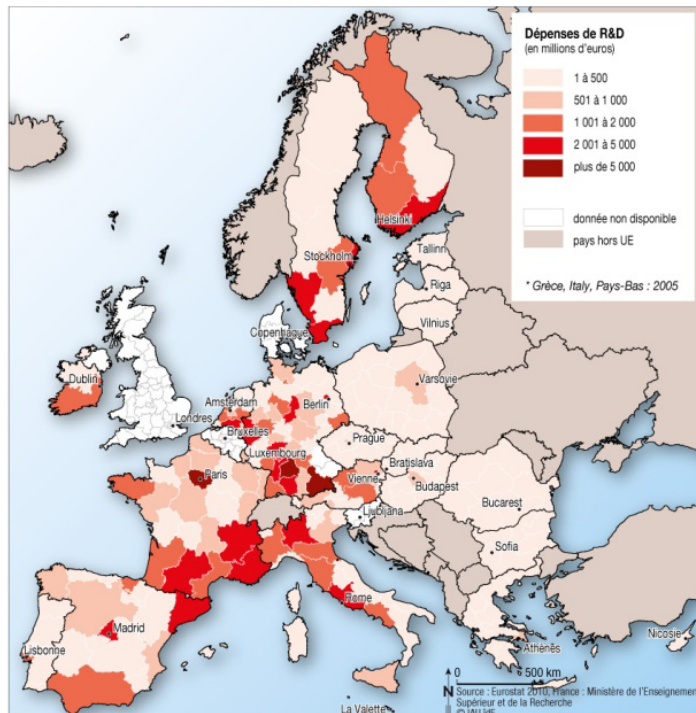 Dépenses de R&D
(en millions d'euros)
1 à 500
501 à 1 000
1 001 à 2 000
2 001 à 5 000
plus de 5 000
donnée non disponible
pays hors UE
* Grèce, Italy, Pays-Bas : 2005
Helsinki
Stockholm
Tallinn
Riga
Vilnius
Copenhague
Dublin
Amsterdam
Berlin
Varsovie
Londres
Bruxelles
Luxembourg
Prague
Paris
Vienne
Bratislava
Budapest
Ljubljana
Bucarest
Sofia
Rome
Madrid
Lisbonne
Athènes
Nicosie
La Valette
0 500 km
N
Source : Eurostat 2010, France : Ministère de l'Enseignement
Supérieur et de la Recherche